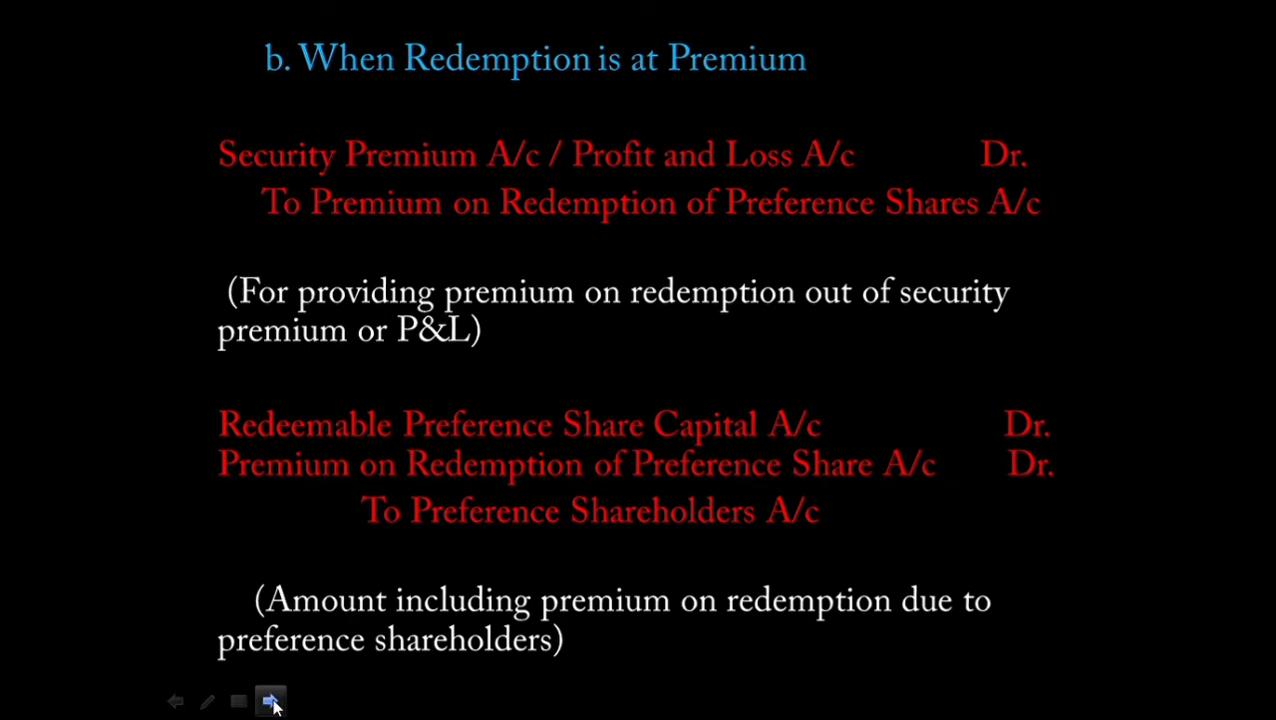 b. When Redemption is at Premium
Security Premium A/c / Profit and Loss A/c Dr.
To Premium on Redemption of Preference Shares A/c
(For providing premium on redemption out of security
premium or P&L)
Redeemable Preference Share Capital A/c Dr.
Premium on Redemption of Preference Share A/c Dr.
To Preference Shareholders A/c
(Amount including premium on redemption due to
preference shareholders)